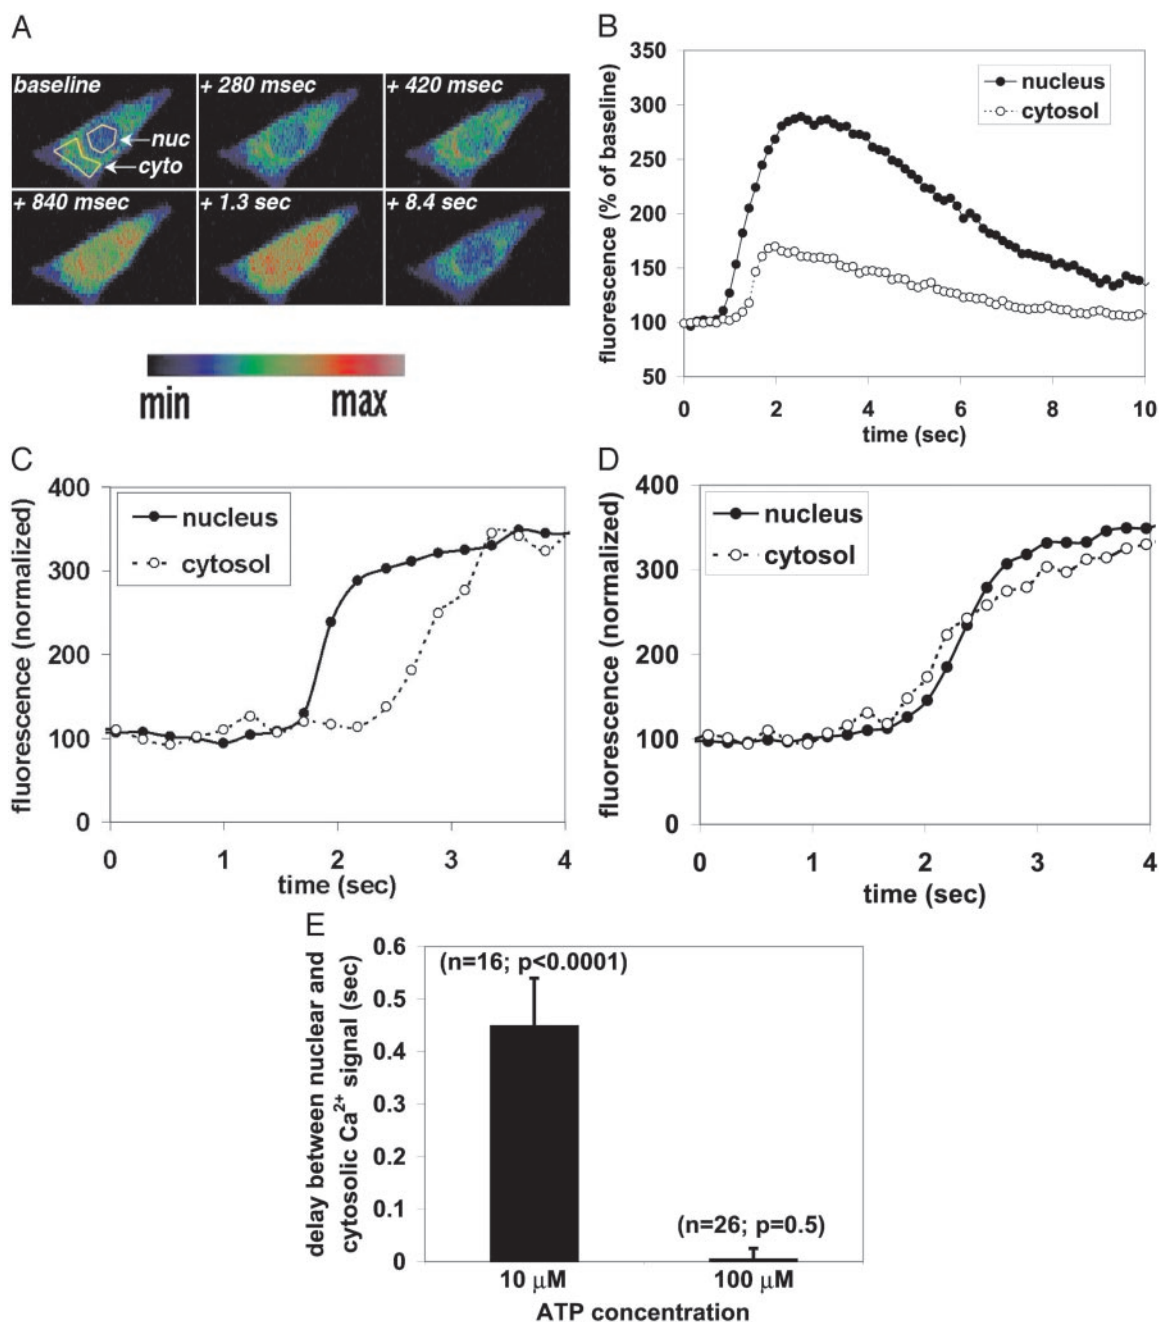 A
baseline
+ 280 msec
+ 420 msec
nuc
cyto
+ 840 msec
+ 1.3 sec
+ 8.4 sec
min
max
B
fluorescence (% of baseline)
350
300
250
200
150
100
50
nucleus
cytosol
0
2
4
6
8
10
time (sec)
C
fluorescence (normalized)
400
300
200
100
0
nucleus
cytosol
0
1
2
3
4
time (sec)
D
fluorescence (normalized)
400
300
200
100
0
nucleus
cytosol
0
1
2
3
4
time (sec)
E
delay between nuclear and
cytosolic Ca²⁺ signal (sec)
0.6
0.5
0.4
0.3
0.2
0.1
0
(n=16; p<0.0001)
(n=26; p=0.5)
10 μM
100 μM
ATP concentration